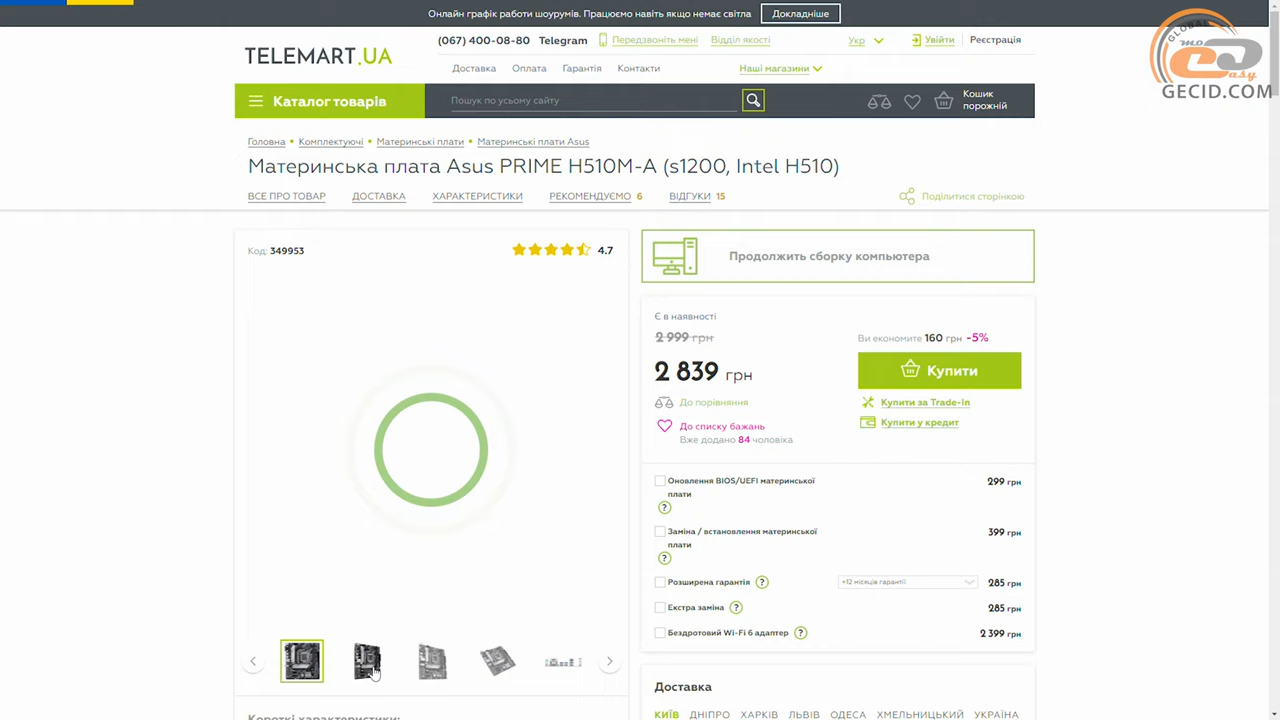 Онлайн графік работи шоурумів. Працюємо навіть якщо немає світла Докладніше
GLOBAL
mo
Easy
GECID.COM
TELEMART.UA
(067) 400-08-80 Telegram Передзвоніть мені Відділ якості Укр Увійти Реєстрація
Доставка Оплата Гарантія Контакти Наші магазини
Каталог товарів
Пошук по усьому сайту
Кошик
порожній
Головна • Комплектуючі • Материнські плати • Материнські плати Asus
Материнська плата Asus PRIME H510M-A (s1200, Intel H510)
ВСЕ ПРО ТОВАР ДОСТАВКА ХАРАКТЕРИСТИКИ РЕКОМЕНДУЄМО 6 ВІДГУКИ 15 Поділитися сторінкою
Код: 349953 4.7
Продолжить сборку компьютера
Є в наявності
2 999 грн
Ви економите 160 грн -5%
2 839 грн
Купити
До порівняння
Купити за Trade-In
До списку бажань
Купити у кредит
Вже додано 84 чоловіка
Оновлення BIOS/UEFI материнської
плати
? 299 грн
Заміна / встановлення материнської
плати
? 399 грн
Розширена гарантія ? +12 місяців гарантії 285 грн
Екстра заміна ? 285 грн
Бездротовий Wi-Fi 6 адаптер ? 2 399 грн
Доставка
КИЇВ ДНІПРО ХАРКІВ ЛЬВІВ ОДЕСА ХМЕЛЬНИЦЬКИЙ УКРАЇНА
Короткі характеристики: